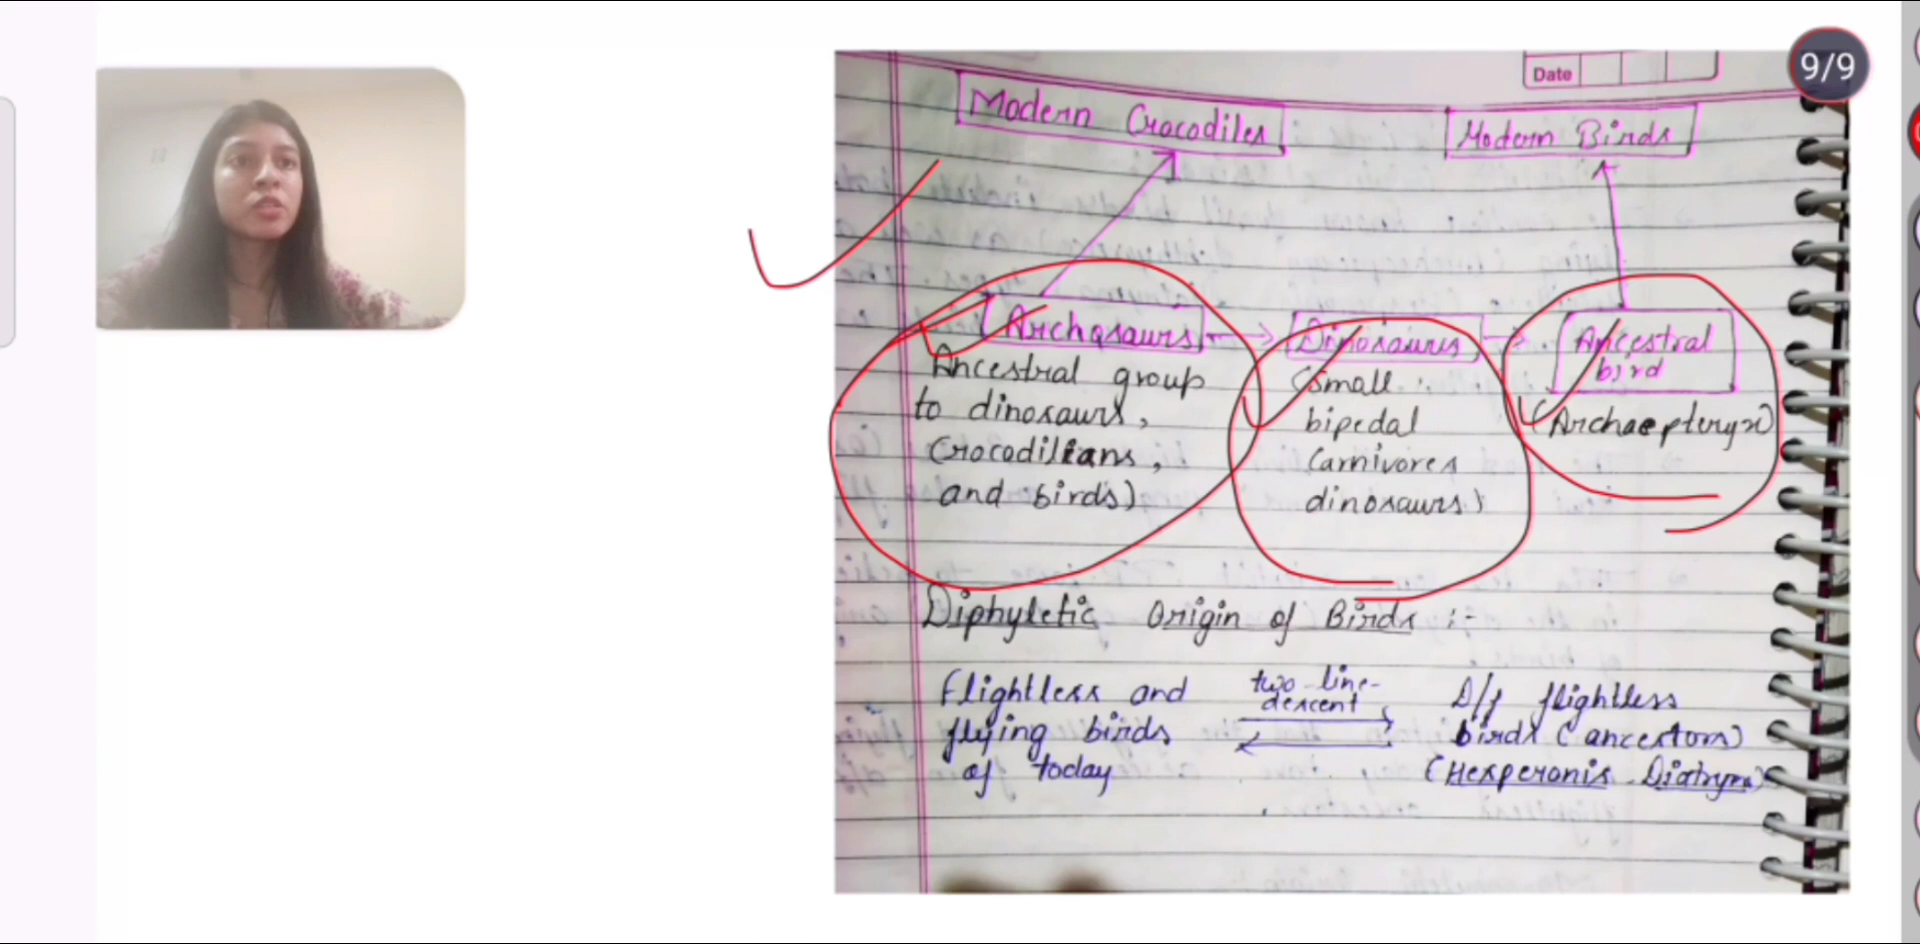 9/9
Date
Modern Crocodiles
Modern Birds
Archosaurs
Dinosaurs
Ancestral
bird
Ancestral group
to dinosaurs,
Crocodilians,
and birds)
(Small
bipedal
Carnivores
dinosaurs)
(Archaepteryx)
Diphyletic Origin of Birds :-
flightless and
flying birds
of today
two-line-
descent
D/f flightless
birds (ancestors)
(Hesperonis Diatryma)